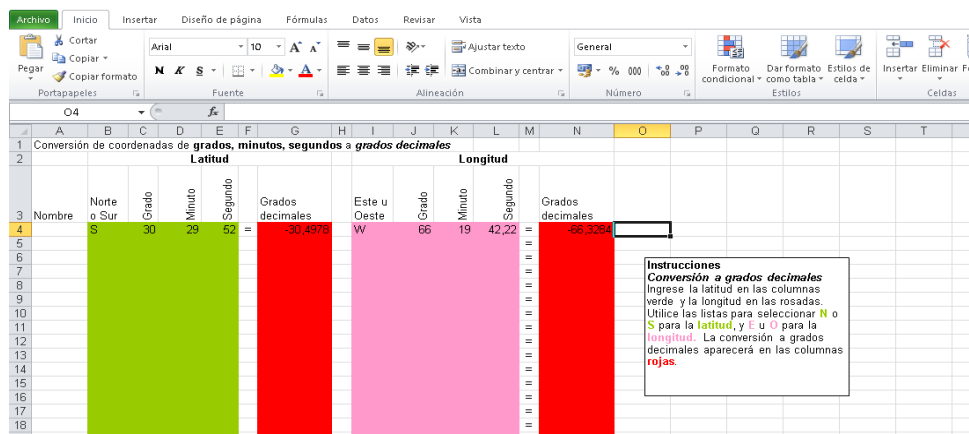 Archivo Inicio Insertar Diseño de página Fórmulas Datos Revisar Vista
Pegar Cortar Copiar Copiar formato
Arial 10 A A
N K S A
Ajustar texto
Combinar y centrar
General
% 000
Formato condicional Dar formato como tabla Estilos de celda Insertar Eliminar
Portapapeles Fuente Alineación Número Estilos Celdas
O4 fx
A B C D E F G H I J K L M N O P Q R S T
1 Conversión de coordenadas de grados, minutos, segundos a grados decimales
2 Latitud Longitud
3 Nombre Norte o Sur Grado Minuto Segundo Grados decimales Este u Oeste Grado Minuto Segundo Grados decimales
4 S 30 29 52 = -30,4978 W 66 19 42,22 = -66,3284
5 =
6 =
7 =
8 =
9 =
10 =
11 =
12 =
13 =
14 =
15 =
16 =
17 =
18 =
Instrucciones
Conversión a grados decimales
Ingrese la latitud en las columnas
verde y la longitud en las rosadas.
Utilice las listas para seleccionar N o
S para la latitud, y E u O para la
longitud. La conversión a grados
decimales aparecerá en las columnas
rojas.